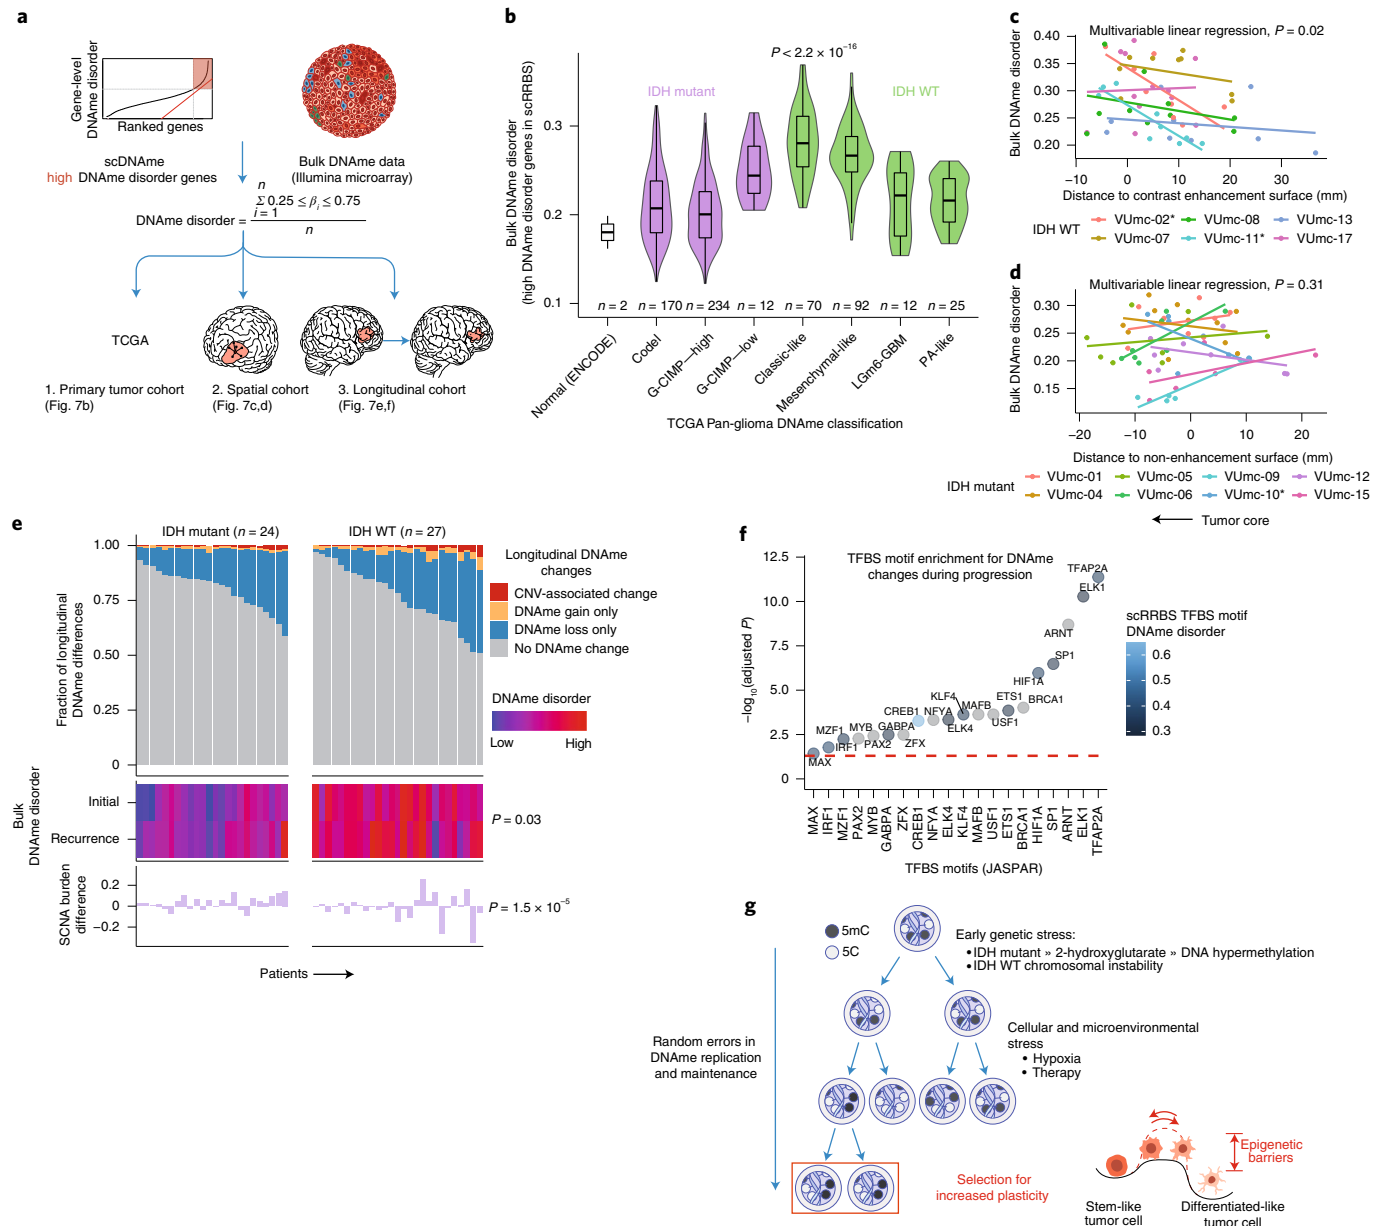 a
Gene-level
DNAme disorder
Ranked genes
scDNAme
high DNAme disorder genes
Bulk DNAme data
(Illumina microarray)
DNAme disorder =
n
Σ 0.25 ≤ βi ≤ 0.75
i = 1
n
TCGA
1. Primary tumor cohort
(Fig. 7b)
2. Spatial cohort
(Fig. 7c,d)
3. Longitudinal cohort
(Fig. 7e,f)
b
Bulk DNAme disorder
(high DNAme disorder genes in scRRBS)
P < 2.2 × 10−16
IDH mutant
IDH WT
0.3
0.2
0.1
n = 2
n = 170
n = 234
n = 12
n = 70
n = 92
n = 12
n = 25
Normal (ENCODE)
Codel
G-CIMP—high
G-CIMP—low
Classic-like
Mesenchymal-like
LGm6-GBM
PA-like
TCGA Pan-glioma DNAme classification
c
Multivariable linear regression, P = 0.02
Bulk DNAme disorder
0.40
0.35
0.30
0.25
0.20
−10 0 10 20 30
Distance to contrast enhancement surface (mm)
IDH WT
VUmc-02* VUmc-08 VUmc-13
VUmc-07 VUmc-11* VUmc-17
d
Multivariable linear regression, P = 0.31
Bulk DNAme disorder
0.30
0.25
0.20
0.15
−20 −10 0 10 20
Distance to non-enhancement surface (mm)
IDH mutant
VUmc-01 VUmc-05 VUmc-09 VUmc-12
VUmc-04 VUmc-06 VUmc-10* VUmc-15
Tumor core
e
IDH mutant (n = 24)
IDH WT (n = 27)
Fraction of longitudinal
DNAme differences
1.00
0.75
0.50
0.25
0
Longitudinal DNAme
changes
CNV-associated change
DNAme gain only
DNAme loss only
No DNAme change
DNAme disorder
Low High
Bulk
DNAme disorder
Initial
Recurrence
P = 0.03
SCNA burden
difference
0.2
0
−0.2
P = 1.5 × 10−5
Patients
f
TFBS motif enrichment for DNAme
changes during progression
−log10(adjusted P)
12.5
10.0
7.5
5.0
2.5
0
MAX
IRF1
MZF1
PAX2
MYB
GABPA
ZFX
CREB1
NFYA
ELK4
KLF4
MAFB
USF1
ETS1
BRCA1
HIF1A
SP1
ARNT
ELK1
TFAP2A
MAX
IRF1
MZF1
PAX2
MYB
GABPA
ZFX
CREB1
NFYA
ELK4
KLF4
MAFB
USF1
ETS1
BRCA1
HIF1A
SP1
ARNT
ELK1
TFAP2A
TFBS motifs (JASPAR)
scRRBS TFBS motif
DNAme disorder
0.6
0.5
0.4
0.3
g
5mC
5C
Early genetic stress:
• IDH mutant » 2-hydroxyglutarate » DNA hypermethylation
• IDH WT chromosomal instability
Random errors in
DNAme replication
and maintenance
Cellular and microenvironmental
stress
• Hypoxia
• Therapy
Selection for
increased plasticity
Epigenetic
barriers
Stem-like
tumor cell
Differentiated-like
tumor cell